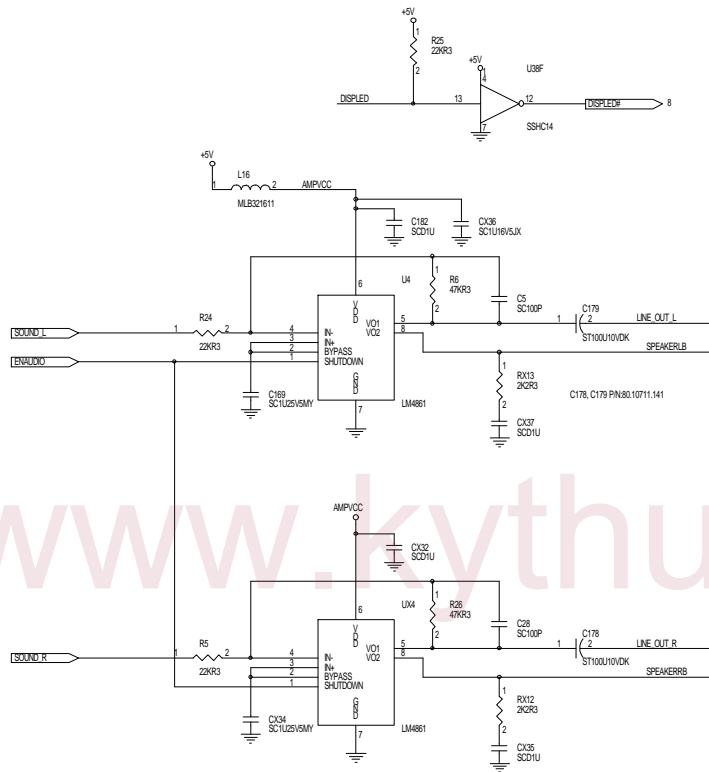 +5V
1
R25
22KR3
2
+5V
1
4
U38F
DISPLED
13
12
DISPLED#
8
7
SSHC14
+5V
L16
1
2
AMPVCC
MLB321611
C182
SCD1U
CX36
SC1U16V5JX
1
R6
47KR3
2
U4
6
C5
SC100P
C179
R24
VDD
SOUND_L
1
2
22KR3
4
IN-
VO1
5
1
2
LINE_OUT_L
3
IN+
VO2
8
ST100U10VDK
ENAUDIO
2
BYPASS
SPEAKERLB
1
SHUTDOWN
GND
1
RX13
2K2R3
2
C169
SC1U25V5MY
7
LM4861
C178, C179 P/N:80.10711.141
CX37
SCD1U
www.kythu
AMPVCC
CX32
SCD1U
6
UX4
1
R26
47KR3
2
C28
SC100P
C178
R5
VDD
SOUND_R
1
2
22KR3
4
IN-
VO1
5
1
2
LINE_OUT_R
3
IN+
VO2
8
ST100U10VDK
2
BYPASS
SPEAKERRB
1
SHUTDOWN
GND
1
RX12
2K2R3
2
CX34
SC1U25V5MY
7
LM4861
CX35
SCD1U